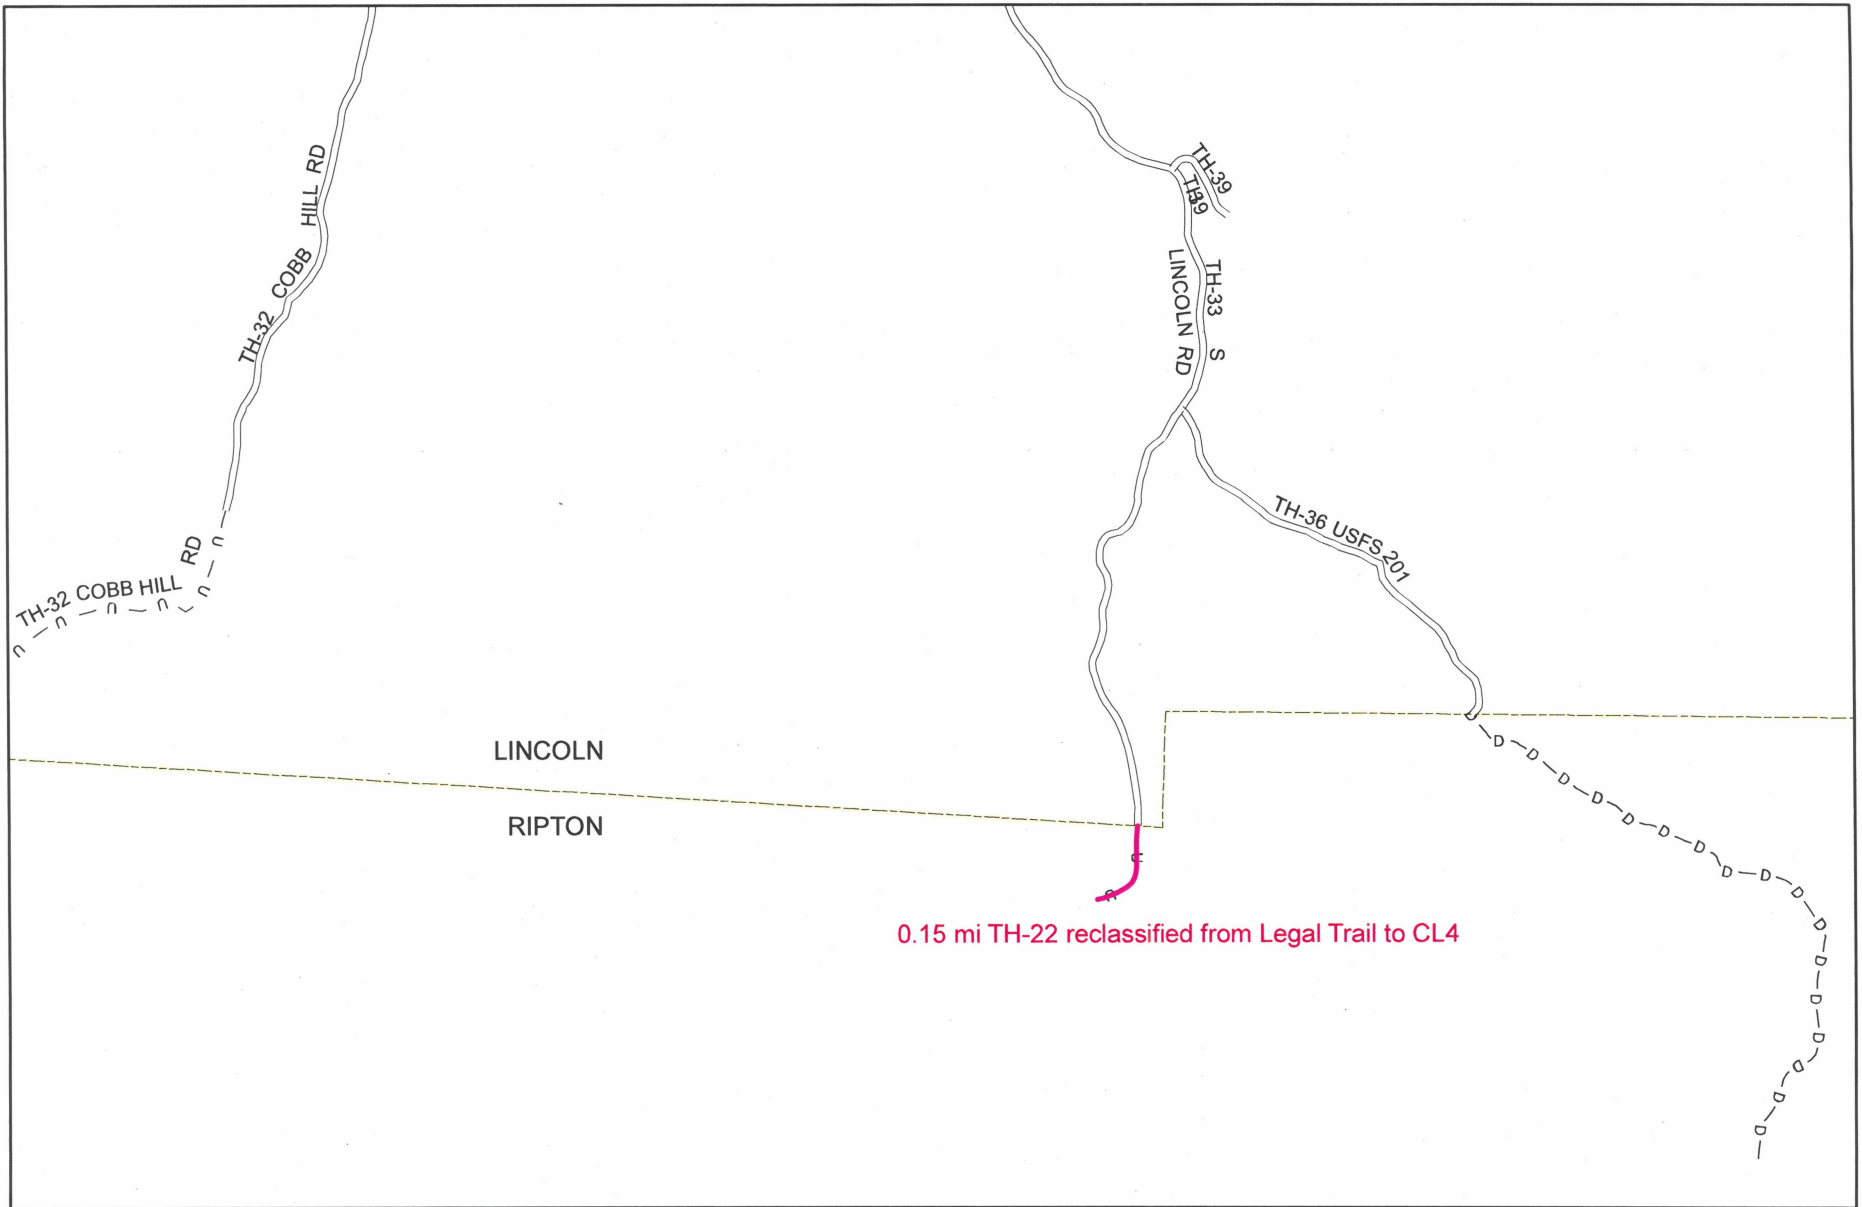 TH-39
TH39
TH-33 S
LINCOLN RD
TH-32 COBB HILL RD
TH-36 USFS 201
TH-32 COBB HILL RD
LINCOLN
RIPTON
0.15 mi TH-22 reclassified from Legal Trail to CL4